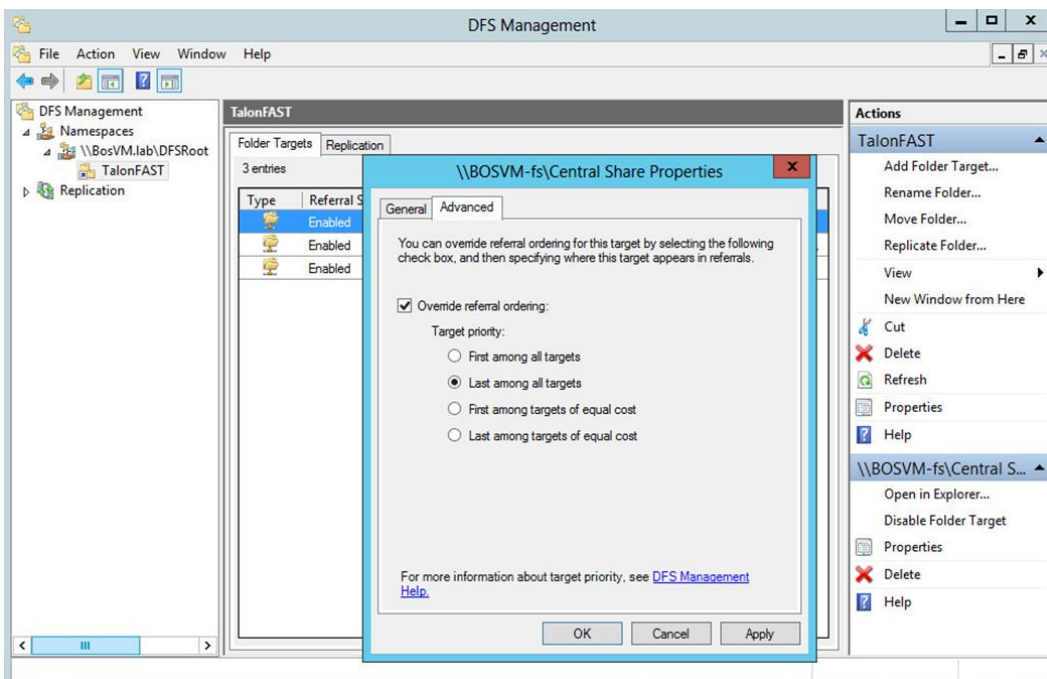 DFS Management
File Action View Window Help
DFS Management
Namespaces
\\BosVM.lab\DFSRoot
TalonFAST
Replication
TalonFAST
Folder Targets Replication
3 entries
Type Referral S
Enabled
Enabled
Enabled
\\BOSVM-fs\Central Share Properties
General Advanced
You can override referral ordering for this target by selecting the following
check box, and then specifying where this target appears in referrals.
Override referral ordering:
Target priority:
First among all targets
Last among all targets
First among targets of equal cost
Last among targets of equal cost
For more information about target priority, see DFS Management
Help.
OK Cancel Apply
Actions
TalonFAST
Add Folder Target...
Rename Folder...
Move Folder...
Replicate Folder...
View
New Window from Here
Cut
Delete
Refresh
Properties
Help
\\BOSVM-fs\Central S...
Open in Explorer...
Disable Folder Target
Properties
Delete
Help